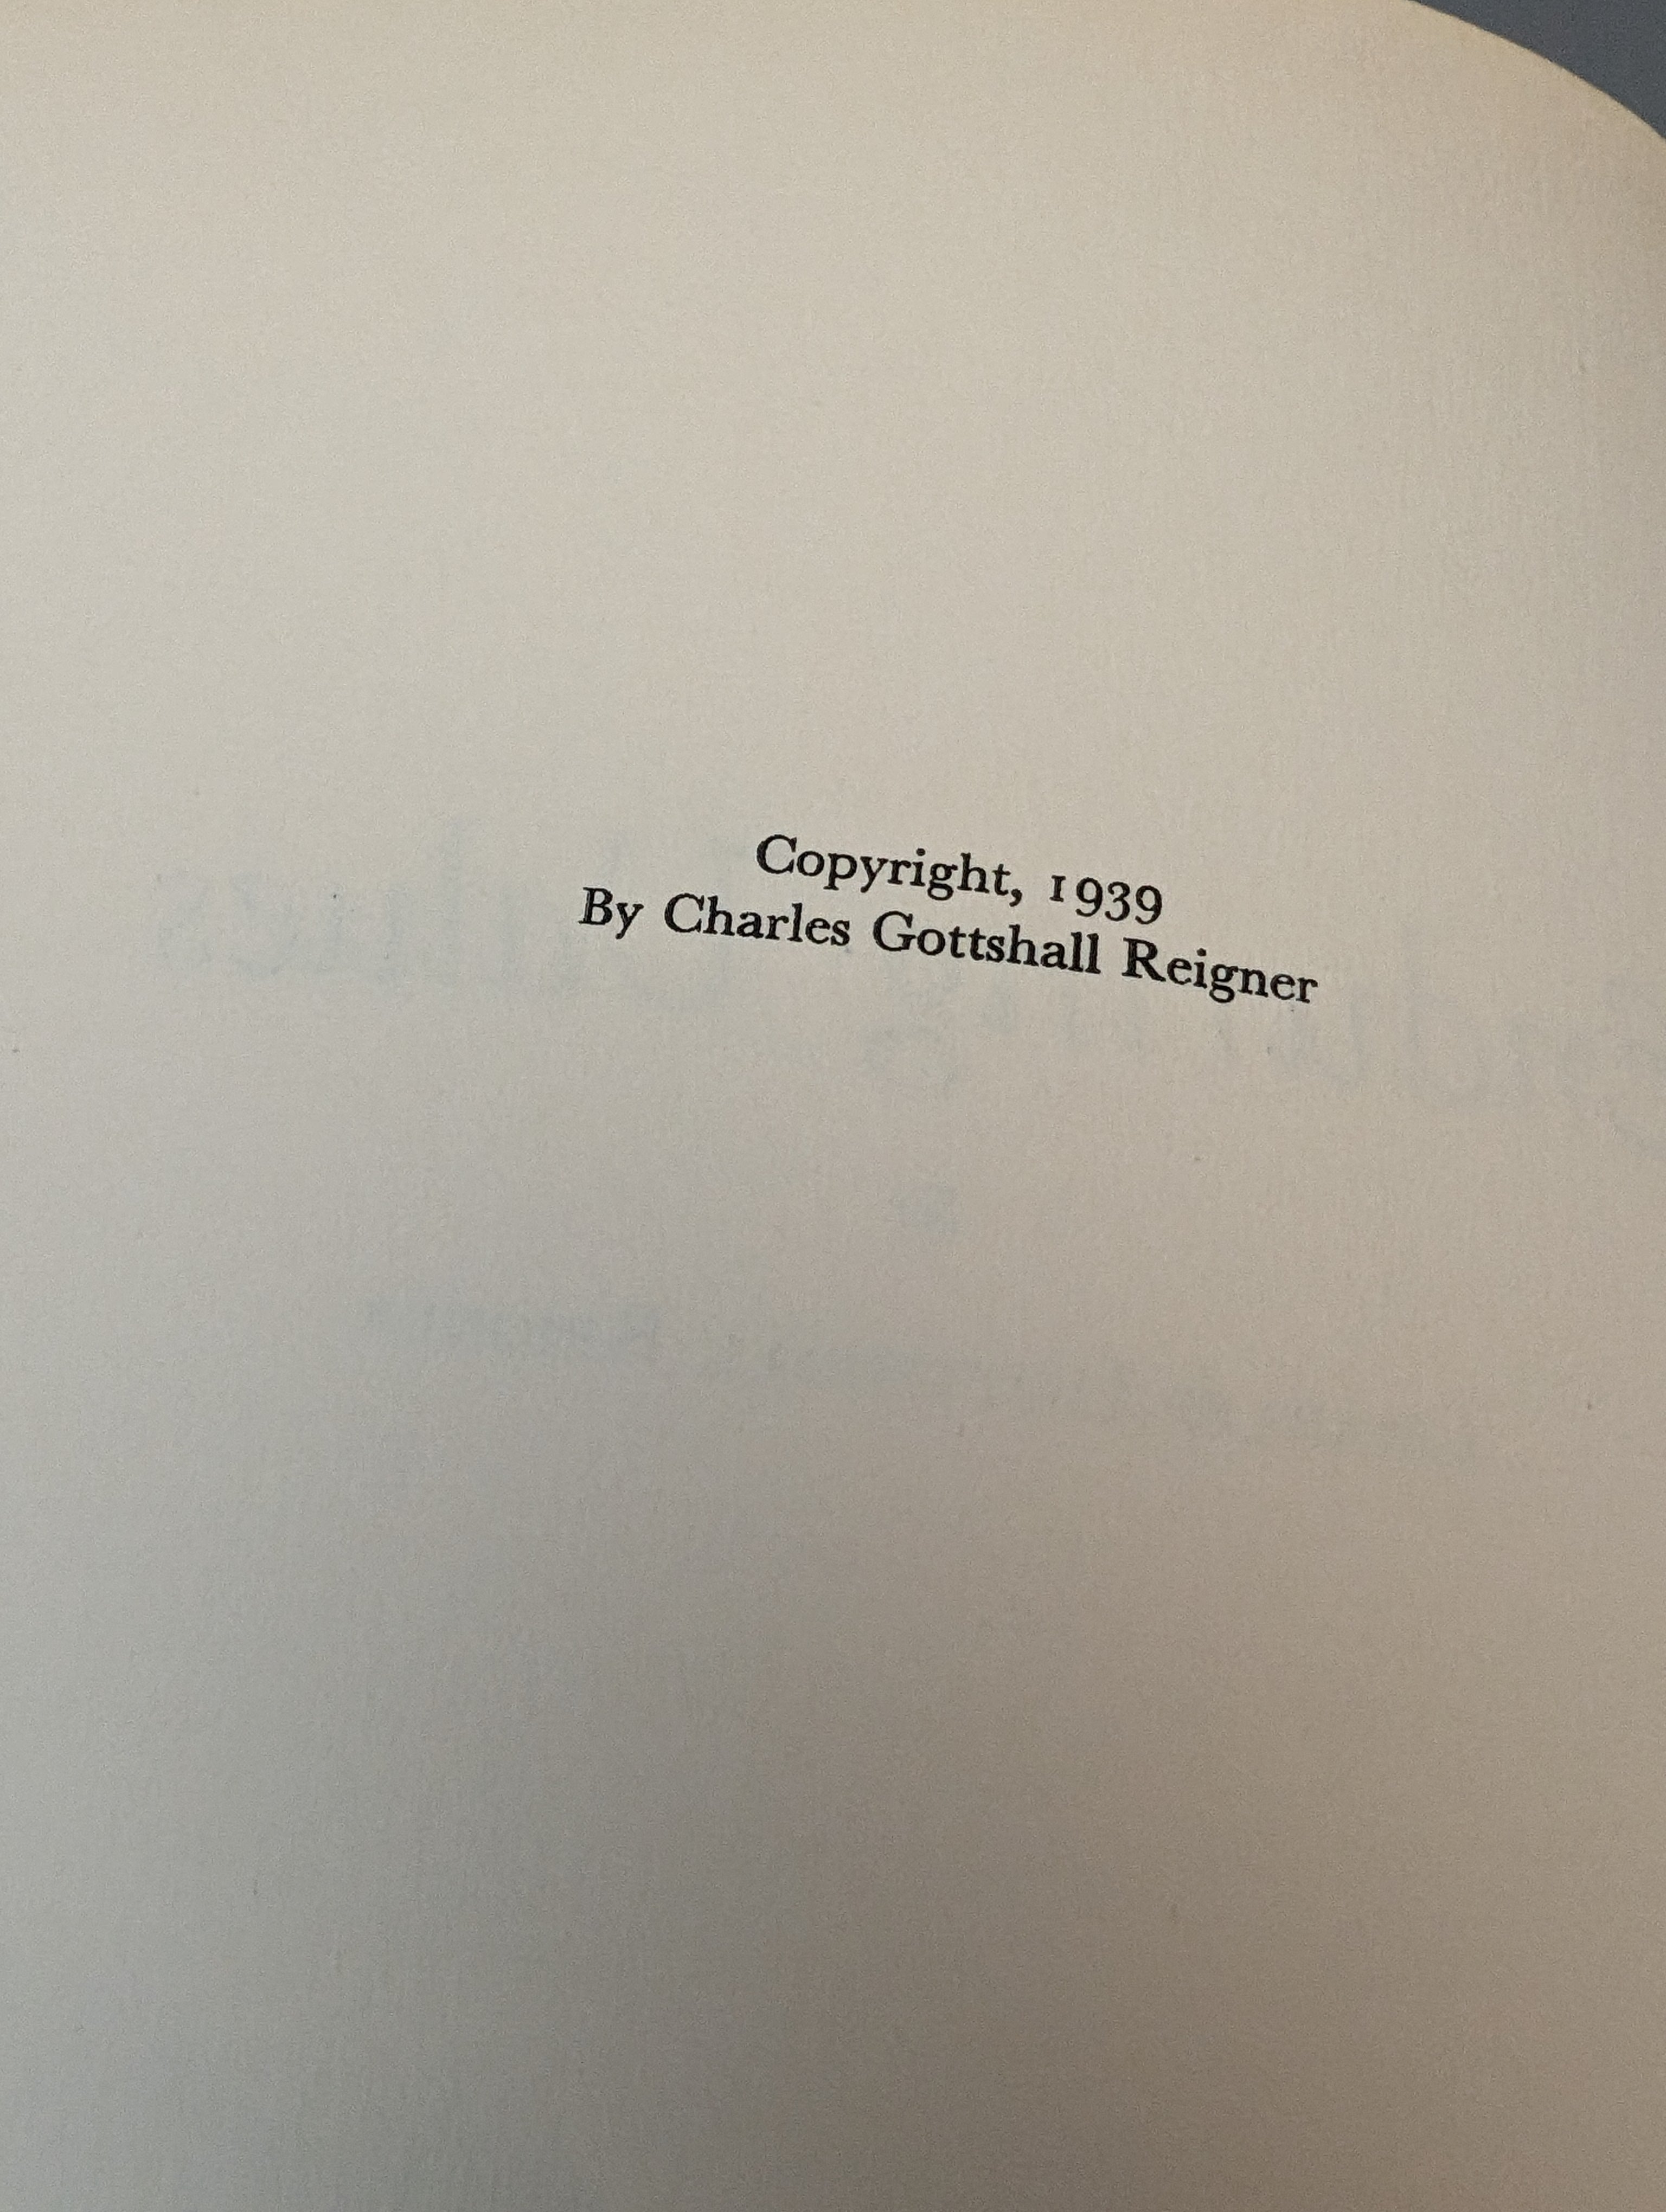 Copyright, 1939
By Charles Gottshall Reigner